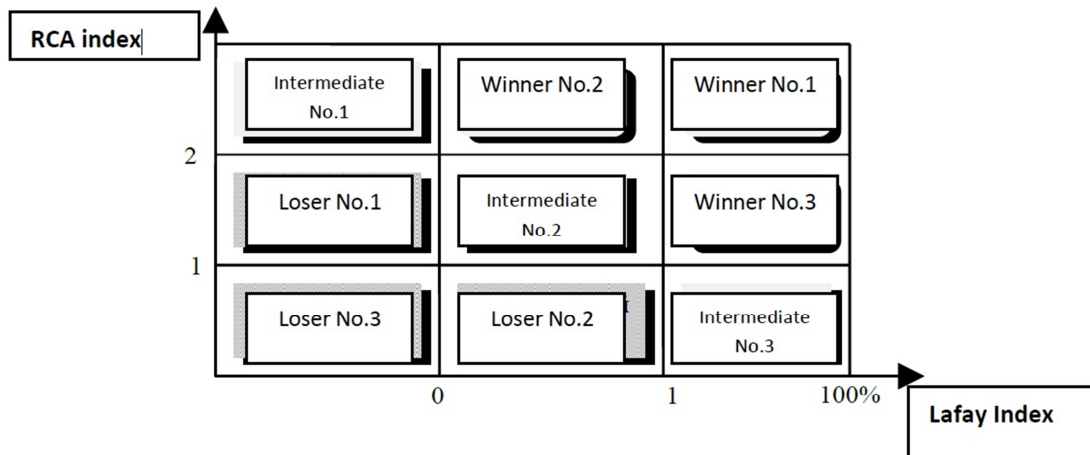 RCA index
Intermediate
No.1
Winner No.2
Winner No.1
2
Loser No.1
Intermediate
No.2
Winner No.3
1
Loser No.3
Loser No.2
Intermediate
No.3
0
1
100%
Lafay Index